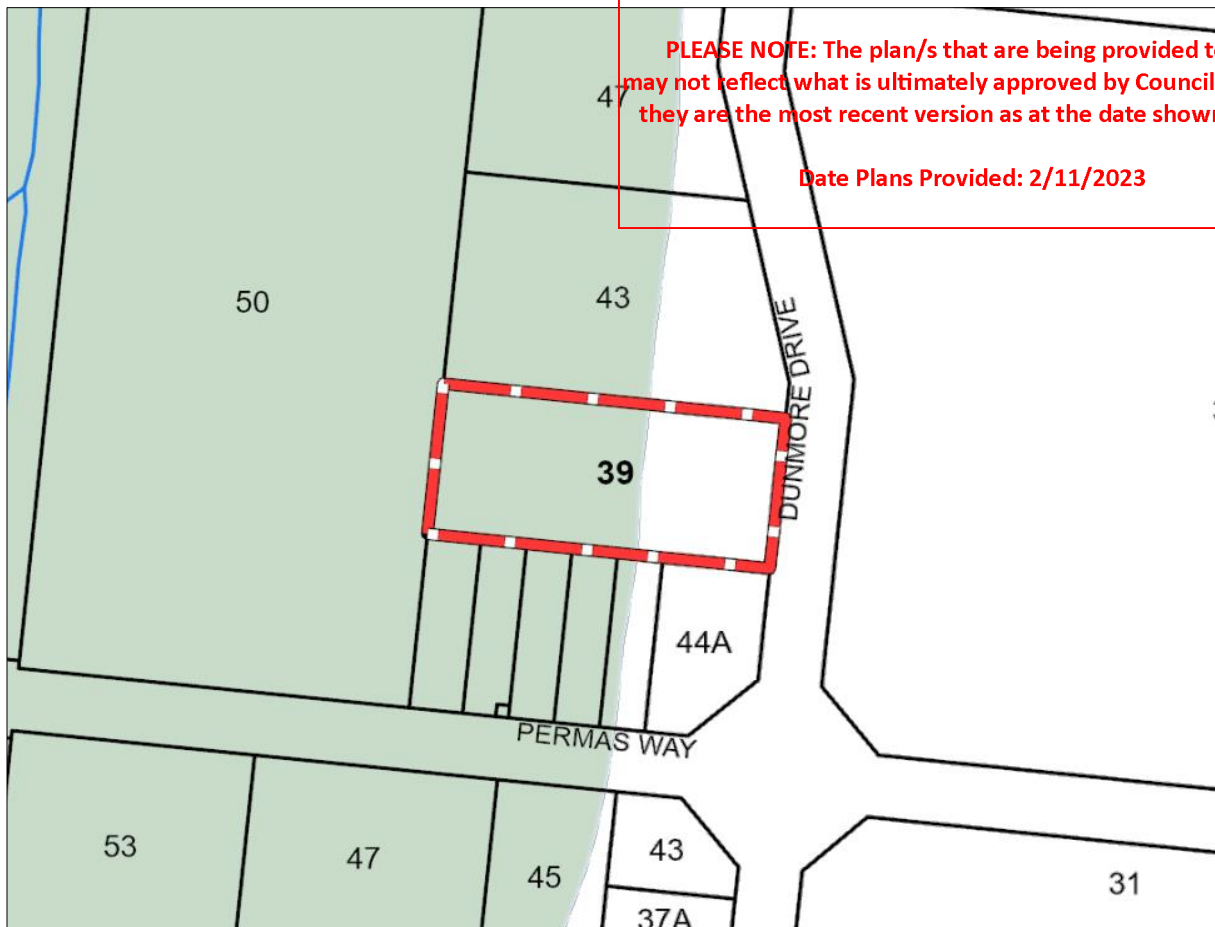 PLEASE NOTE: The plan/s that are being provided t
may not reflect what is ultimately approved by Council
they are the most recent version as at the date show
Date Plans Provided: 2/11/2023
47
50
43
DUNMORE DRIVE
39
44A
PERMAS WAY
53
47
45
43
31
37A